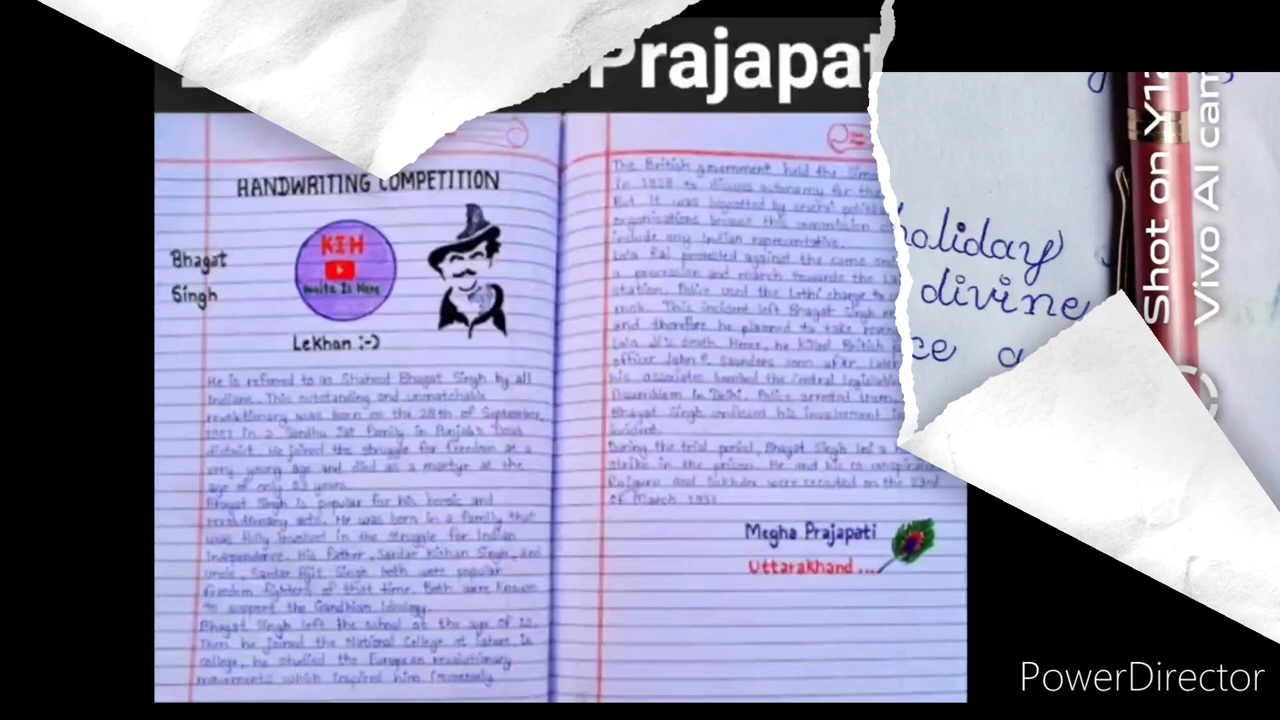 Prajapati
HANDWRITING COMPETITION
Bhagat
Singh
KIH
Is Here
Lekhan :-)
He is referred to as Shaheed Bhagat Singh by all
Indians. This outstanding and unmatchable
revolutionary was born on the 28th of September,
1907 in a Sandhu Jat family in Punjab's Doab
district. He joined the struggle for freedom at a
very young age and died as a martyr at the
age of only 23 years.
Bhagat Singh is popular for his heroic and
revolutionary acts. He was born in a family that
was fully involved in the struggle for Indian
Independence. His father, Sardar Kishan Singh, and
uncle, Sardar Ajit Singh both were popular
freedom fighters of that time. Both were known
to support the Gandhian Ideology.
Bhagat Singh left the school at the age of 13.
Then he joined the National College at Lahore. In
college, he studied the European revolutionary
movements which inspired him immensely
The British government held the
in 1928 to discuss autonomy for the
But it was boycotted by several
organisations because this commission
include any Indian representative.
Lala Rai protested against the same and
a procession and march towards the
station. Police used the Lathi charge to
This incident left Bhagat Singh
and therefore he planned to take
Lala Ji's death. Hence, he killed British
officer John P. Saunders soon after.
his associates bombed the Central Legislative
Assembly in Delhi. Police arrested them,
Bhagat Singh confessed his involvement
incident.
During the trial period, Bhagat Singh led a
strike in the prison. He and his
Rajguru and Sukhdev were executed on the 23rd
of March 1931
Megha Prajapati
Uttarakhand ...
holiday
divine
Shot on Y12
Vivo AI cam
PowerDirector